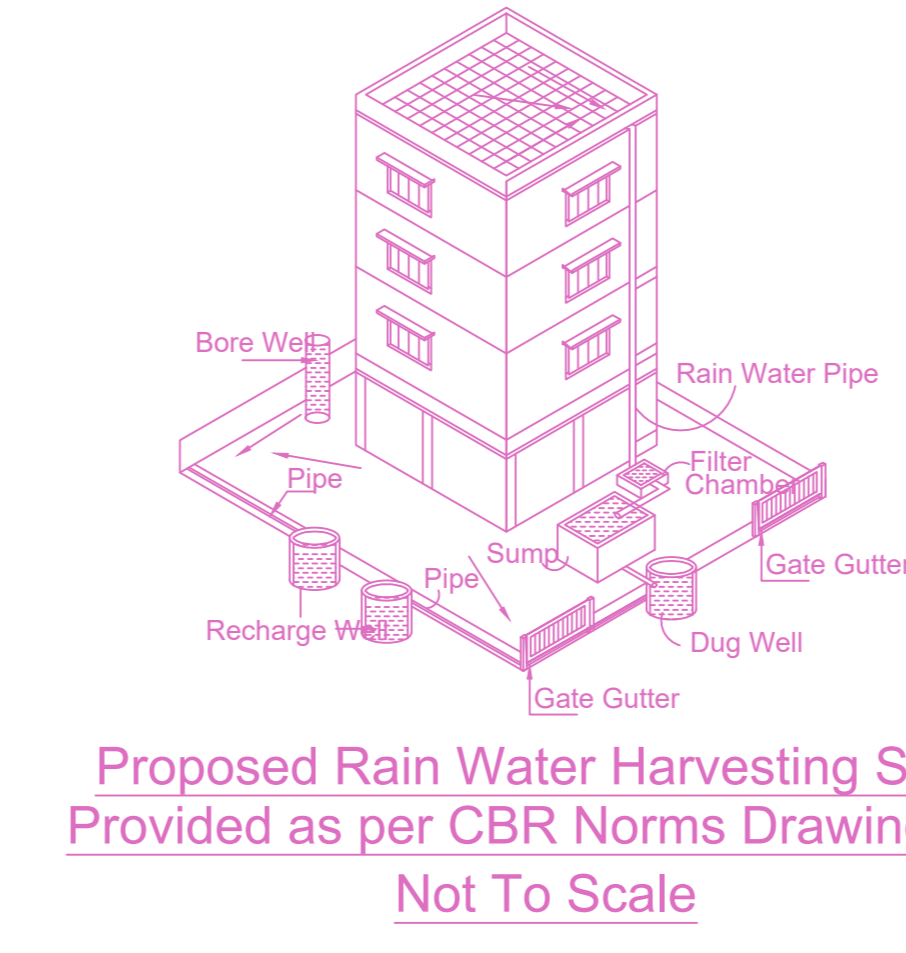 Bore Well
Rain Water Pipe
Filter
Chamber
Pipe
Sump
Gate Gutter
Pipe
Recharge Well
Dug Well
Gate Gutter
Proposed Rain Water Harvesting
Provided as per CBR Norms
Not To Scale